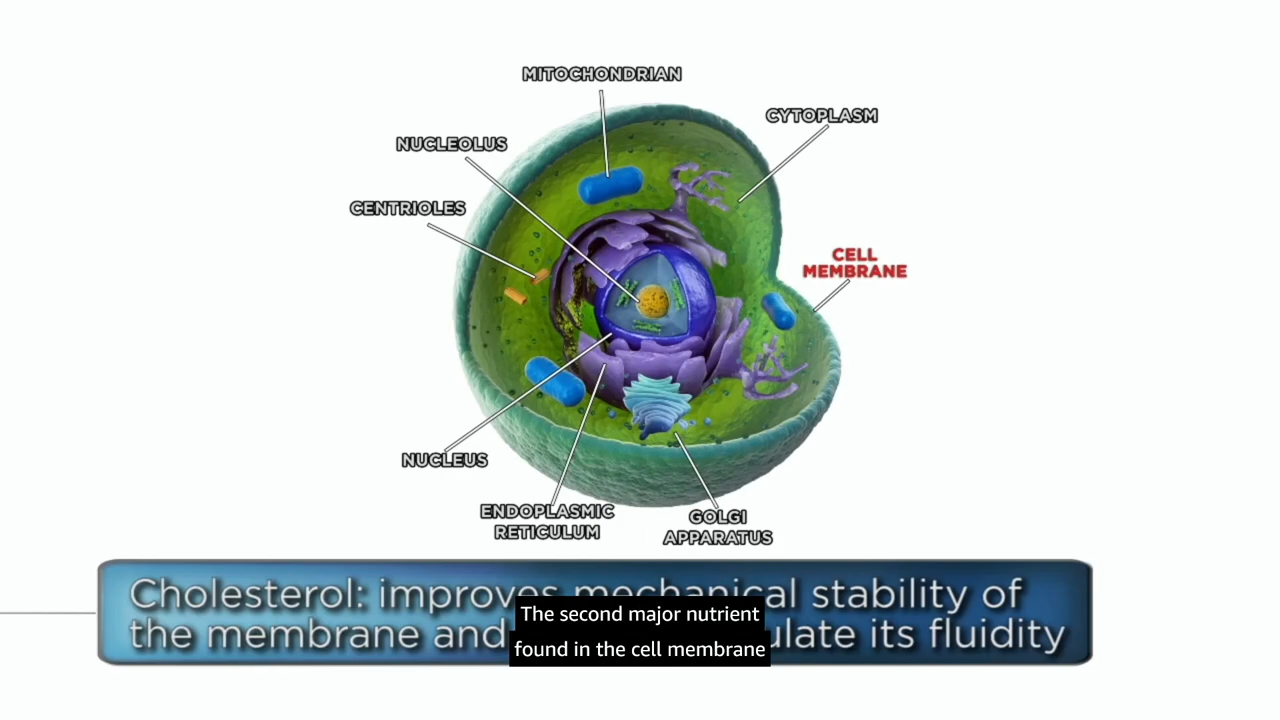 MITOCHONDRIAN
CYTOPLASM
NUCLEOLUS
CENTRIOLES
CELL
MEMBRANE
NUCLEUS
ENDOPLASMIC
RETICULUM
GOLGI
APPARATUS
Cholesterol: improves mechanical stability of
the membrane and ulate its fluidity
The second major nutrient
found in the cell membrane